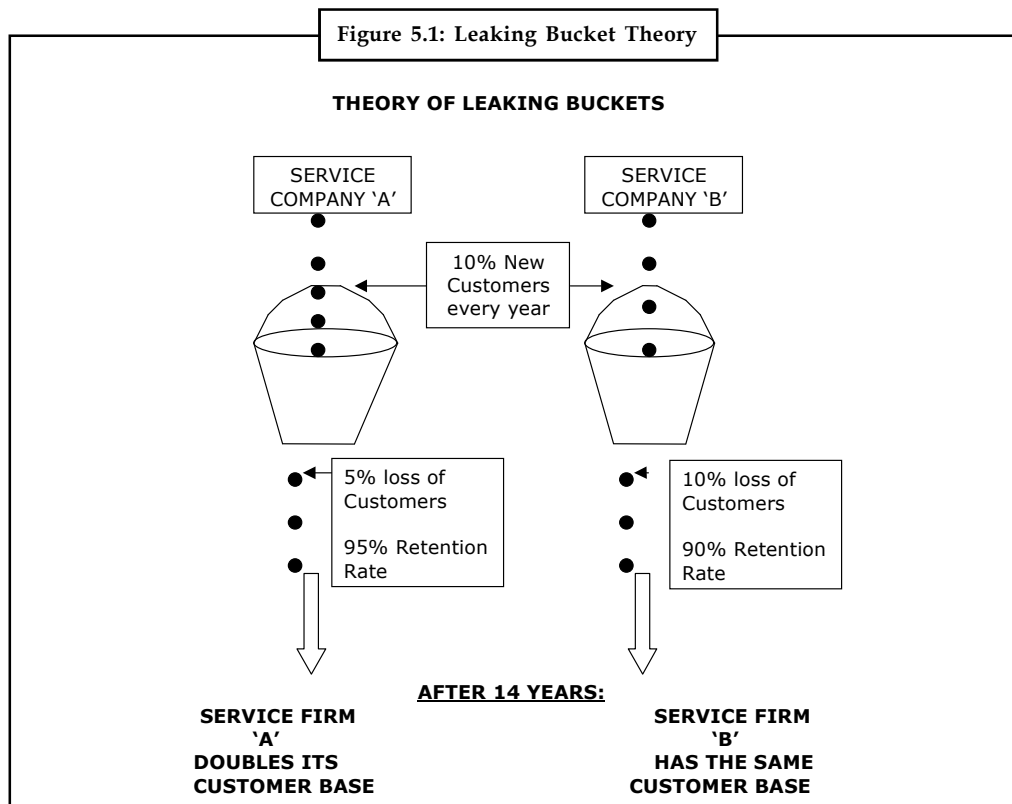 Figure 5.1: Leaking Bucket Theory
THEORY OF LEAKING BUCKETS
SERVICE
COMPANY ‘A’
SERVICE
COMPANY ‘B’
10% New
Customers
every year
5% loss of
Customers
95% Retention
Rate
10% loss of
Customers
90% Retention
Rate
AFTER 14 YEARS:
SERVICE FIRM
‘A’
DOUBLES ITS
CUSTOMER BASE
SERVICE FIRM
‘B’
HAS THE SAME
CUSTOMER BASE